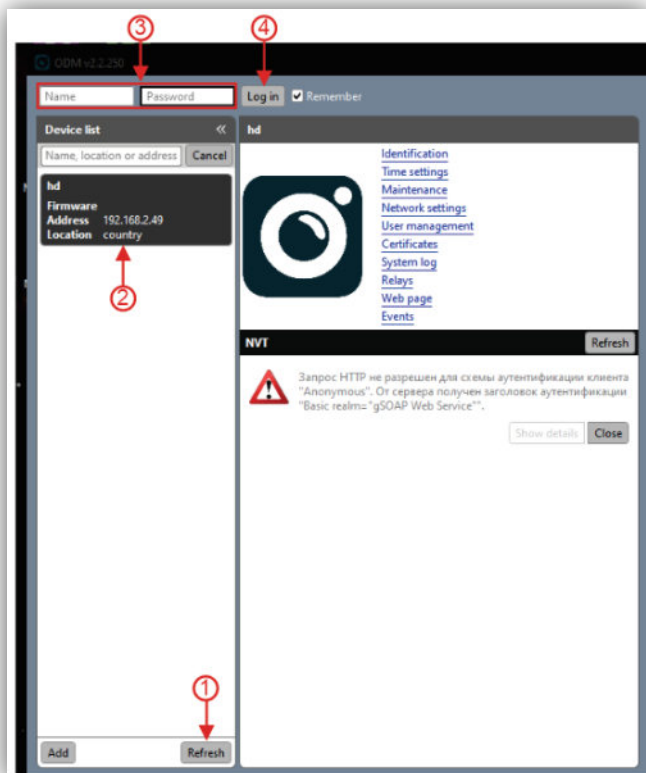 ③
④
ODM v2.2.250
Name
Password
Log in
Remember
Device list «
Name, location or address
Cancel
hd
Firmware
Address 192.168.2.49
Location country
②
hd
Identification
Time settings
Maintenance
Network settings
User management
Certificates
System log
Relays
Web page
Events
NVT
Refresh
Запрос HTTP не разрешен для схемы аутентификации клиента
"Anonymous". От сервера получен заголовок аутентификации
"Basic realm="gSOAP Web Service"".
Show details
Close
①
Add
Refresh